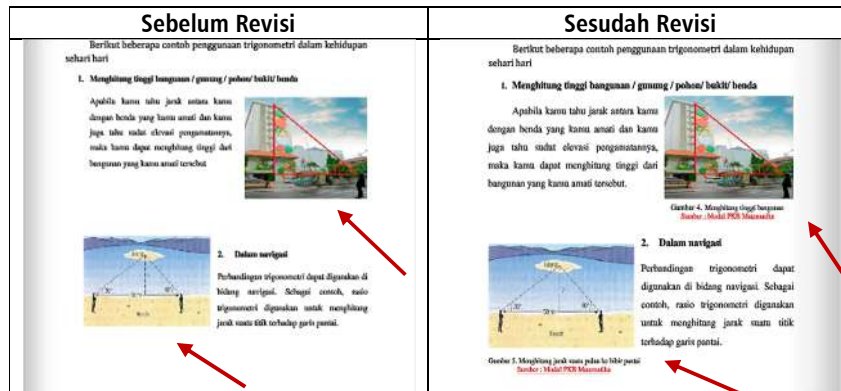 Sebelum Revisi
Berikut beberapa contoh penggunaan trigonometri dalam kehidupan
sehari hari
1. Menghitung tinggi bangunan / gunung / pohon/ bukit/ benda
Apabila kamu tahu jarak antara kamu
dengan benda yang kamu amati dan kamu
juga tahu sudut elevasi pengamatannya,
maka kamu dapat menghitung tinggi dari
bangunan yang kamu amati tersebut
2. Dalam navigasi
Perbandingan trigonometri dapat digunakan di
bidang navigasi. Sebagai contoh, rasio
trigonometri digunakan untuk menghitung
jarak suatu titik terhadap garis pantai.
Sesudah Revisi
Berikut beberapa contoh penggunaan trigonometri dalam kehidupan
sehari hari
1. Menghitung tinggi bangunan / gunung / pohon/ bukit/ benda
Apabila kamu tahu jarak antara kamu
dengan benda yang kamu amati dan kamu
juga tahu sudut elevasi pengamatannya,
maka kamu dapat menghitung tinggi dari
bangunan yang kamu amati tersebut.
Gambar 4. Menghitung tinggi bangunan
Sumber : Modul PKB Matematika
2. Dalam navigasi
Perbandingan trigonometri dapat
digunakan di bidang navigasi. Sebagai
contoh, rasio trigonometri digunakan
untuk menghitung jarak suatu titik
terhadap garis pantai.
Gambar 5. Menghitung jarak suatu pulau ke bibir pantai
Sumber : Modul PKB Matematika